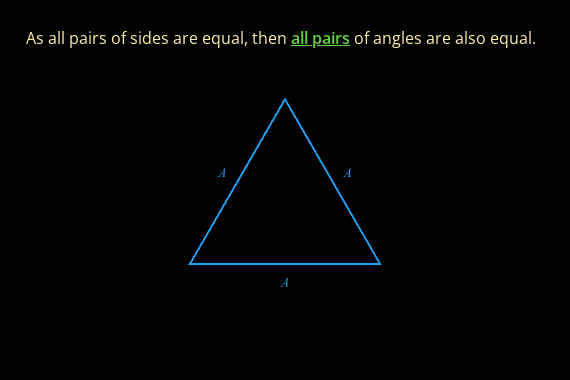 As all pairs of sides are equal, then all pairs of angles are also equal.
A A
A